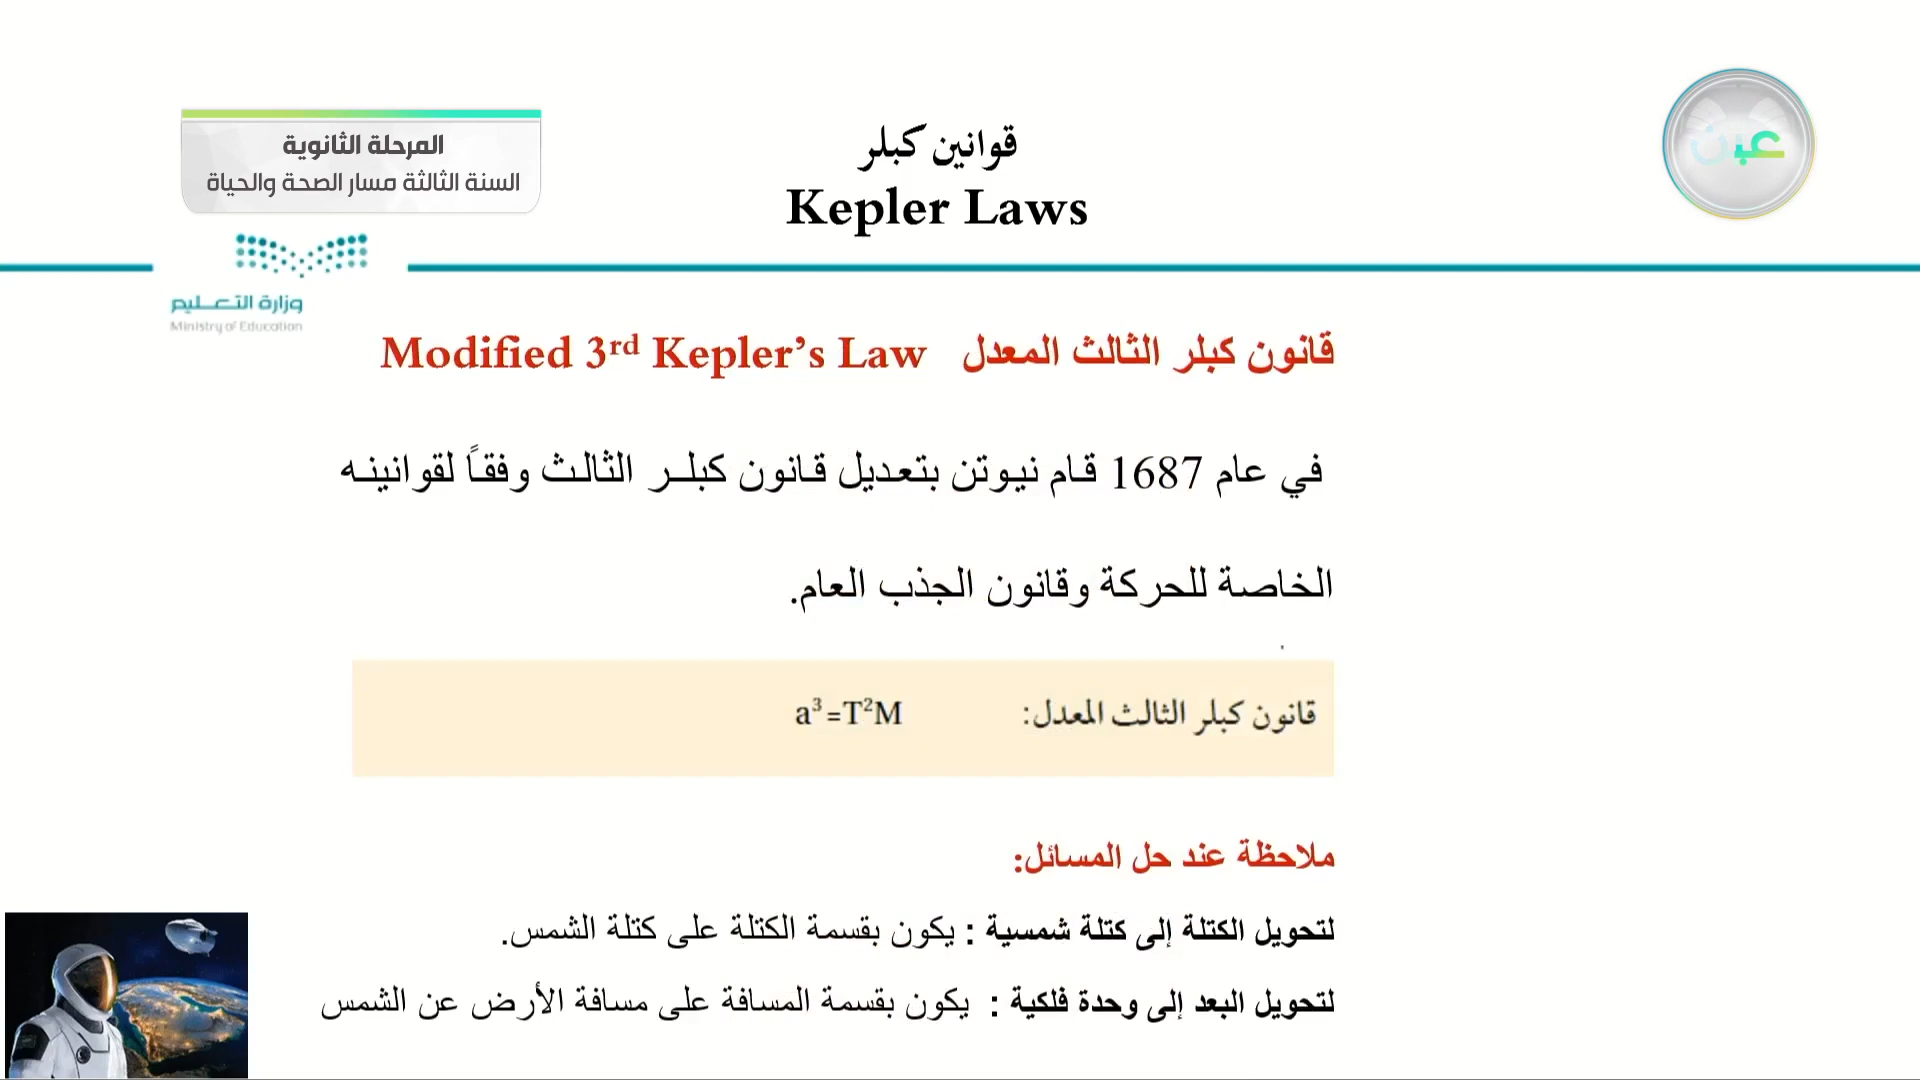 المرحلة الثانوية
السنة الثالثة مسار الصحة والحياة
قوانين كبلر
Kepler Laws
عين
وزارة التعليم
Ministry of Education
قانون كبلر الثالث المعدل Modified 3rd Kepler’s Law
في عام 1687 قام نيوتن بتعديل قانون كبلر الثالث وفقاً لقوانينه
الخاصة للحركة وقانون الجذب العام.
قانون كبلر الثالث المعدل: a³=T²M
ملاحظة عند حل المسائل:
لتحويل الكتلة إلى كتلة شمسية : يكون بقسمة الكتلة على كتلة الشمس.
لتحويل البعد إلى وحدة فلكية : يكون بقسمة المسافة على مسافة الأرض عن الشمس